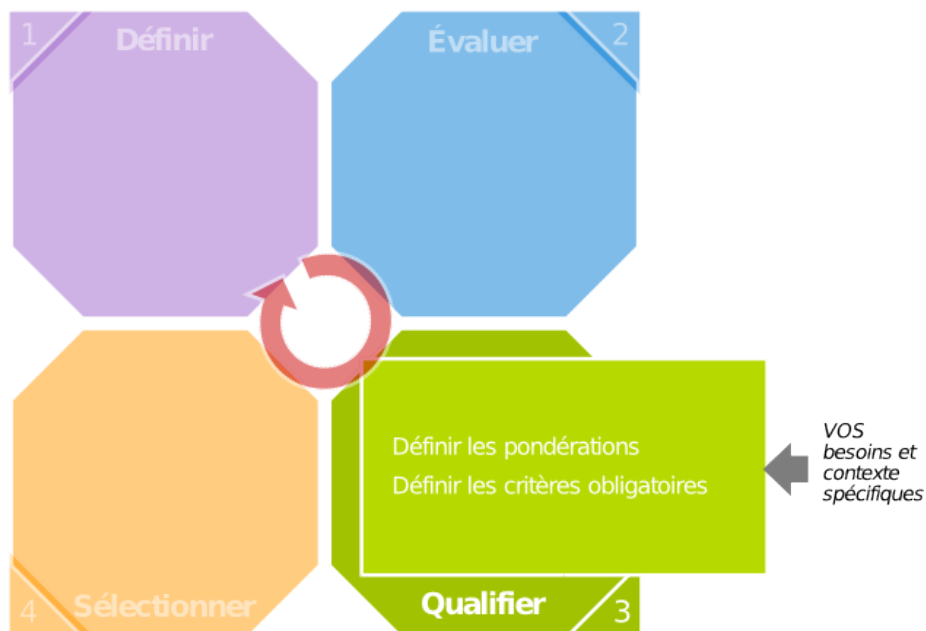 1
Définir
Évaluer
2
Définir les pondérations
Définir les critères obligatoires
VOS
besoins et
contexte
spécifiques
4
Sélectionner
Qualifier
3